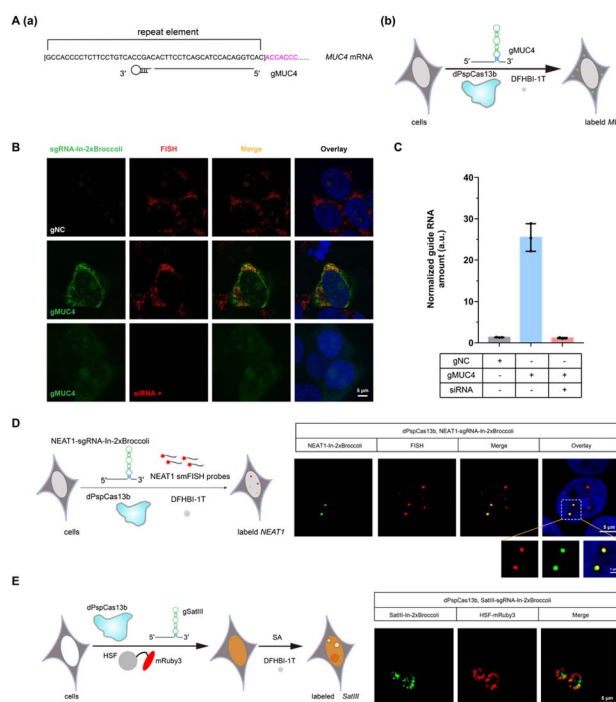 A (a)
repeat element
[GCCACCCCTCTTCCTGTCACCGACACTTCCTCAGCATCCACAGGTCAC]ACCACCC......
MUC4 mRNA
3'
5'
gMUC4
(b)
gMUC4
5'
3'
dPspCas13b
DFHBI-1T
cells
labeld MU
B
sgRNA-In-2xBroccoli
FISH
Merge
Overlay
gNC
gMUC4
gMUC4
siRNA +
5 μm
C
Normalized guide RNA
amount (a.u.)
40
30
20
10
0
gNC + - -
gMUC4 - + +
siRNA - - +
D
NEAT1-sgRNA-In-2xBroccoli
5'
3'
NEAT1 smFISH probes
dPspCas13b
DFHBI-1T
cells
labeld NEAT1
dPspCas13b, NEAT1-sgRNA-In-2xBroccoli
NEAT1-In-2xBroccoli
FISH
Merge
Overlay
5 μm
E
dPspCas13b
gSatIII
5'
3'
HSF
mRuby3
SA
DFHBI-1T
cells
labeled SatIII
dPspCas13b, SatIII-sgRNA-In-2xBroccoli
SatIII-In-2xBroccoli
HSF-mRuby3
Merge
5 μm